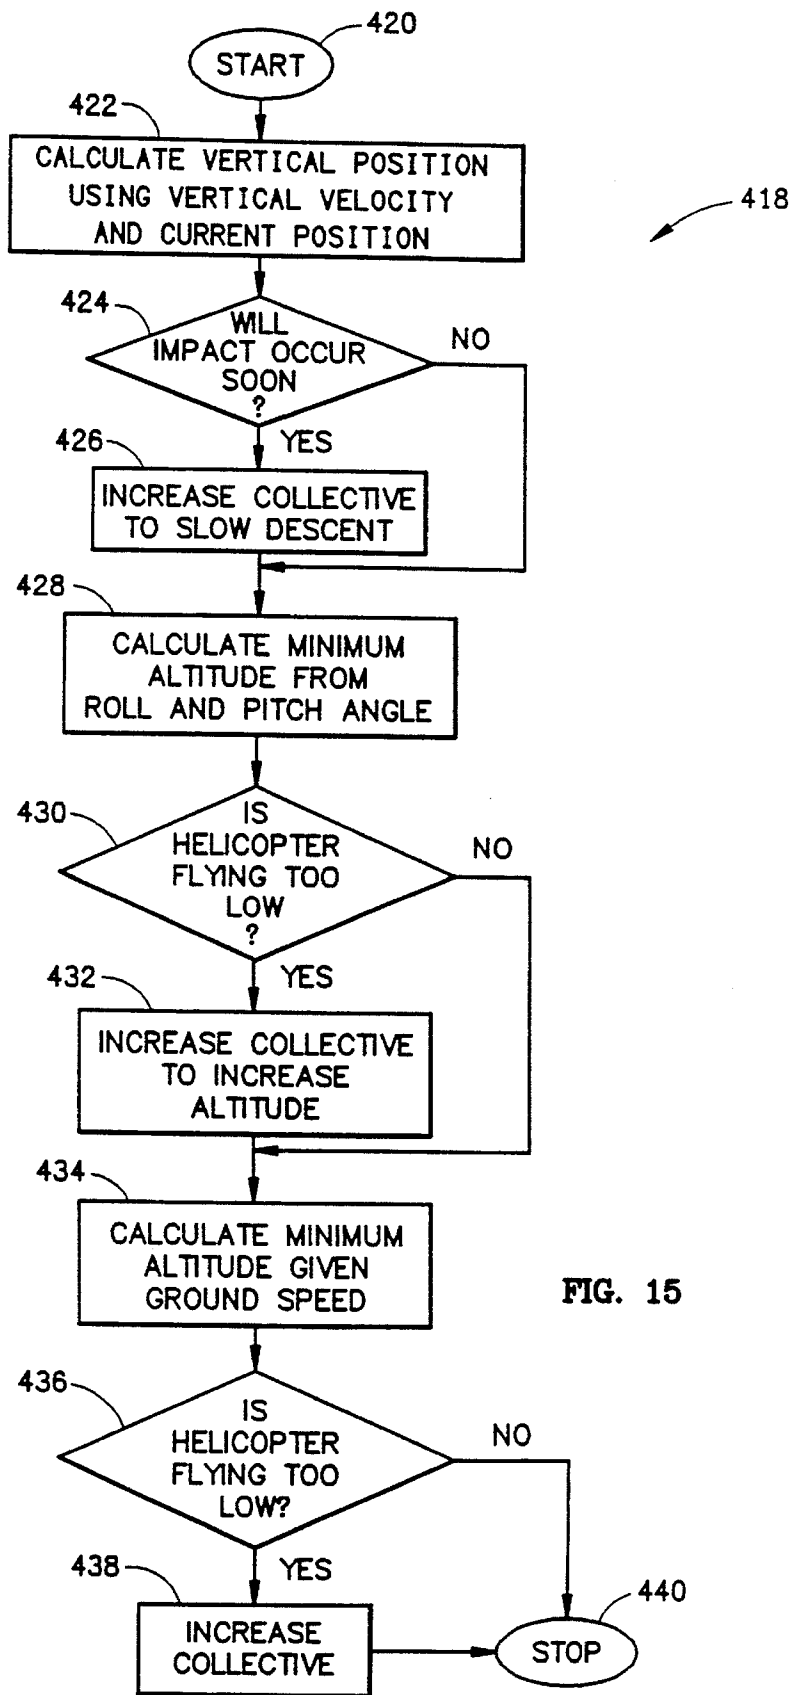 420
START
422
CALCULATE VERTICAL POSITION
USING VERTICAL VELOCITY
AND CURRENT POSITION
418
424
WILL
IMPACT OCCUR
SOON
?
NO
YES
426
INCREASE COLLECTIVE
TO SLOW DESCENT
428
CALCULATE MINIMUM
ALTITUDE FROM
ROLL AND PITCH ANGLE
430
IS
HELICOPTER
FLYING TOO
LOW
?
NO
YES
432
INCREASE COLLECTIVE
TO INCREASE
ALTITUDE
434
CALCULATE MINIMUM
ALTITUDE GIVEN
GROUND SPEED
FIG. 15
436
IS
HELICOPTER
FLYING TOO
LOW?
NO
YES
438
INCREASE
COLLECTIVE
440
STOP